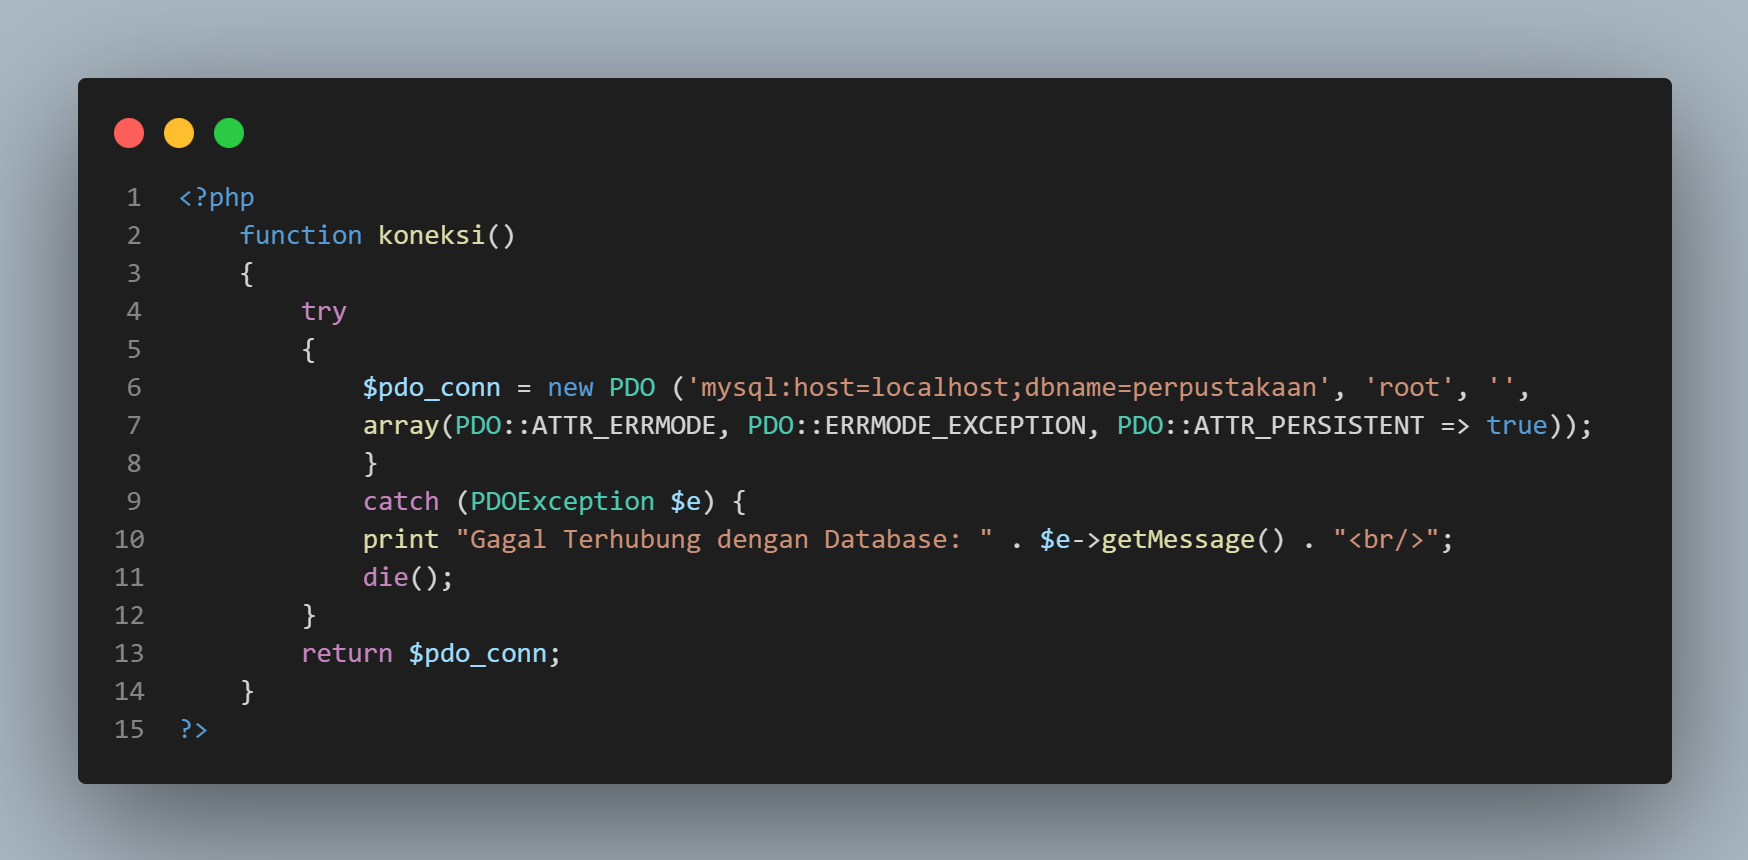 1 <?php
2     function koneksi()
3     {
4         try
5         {
6             $pdo_conn = new PDO ('mysql:host=localhost;dbname=perpustakaan', 'root', '',
7             array(PDO::ATTR_ERRMODE, PDO::ERRMODE_EXCEPTION, PDO::ATTR_PERSISTENT => true));
8             }
9             catch (PDOException $e) {
10             print "Gagal Terhubung dengan Database: " . $e->getMessage() . "<br/>";
11             die();
12         }
13         return $pdo_conn;
14     }
15 ?>